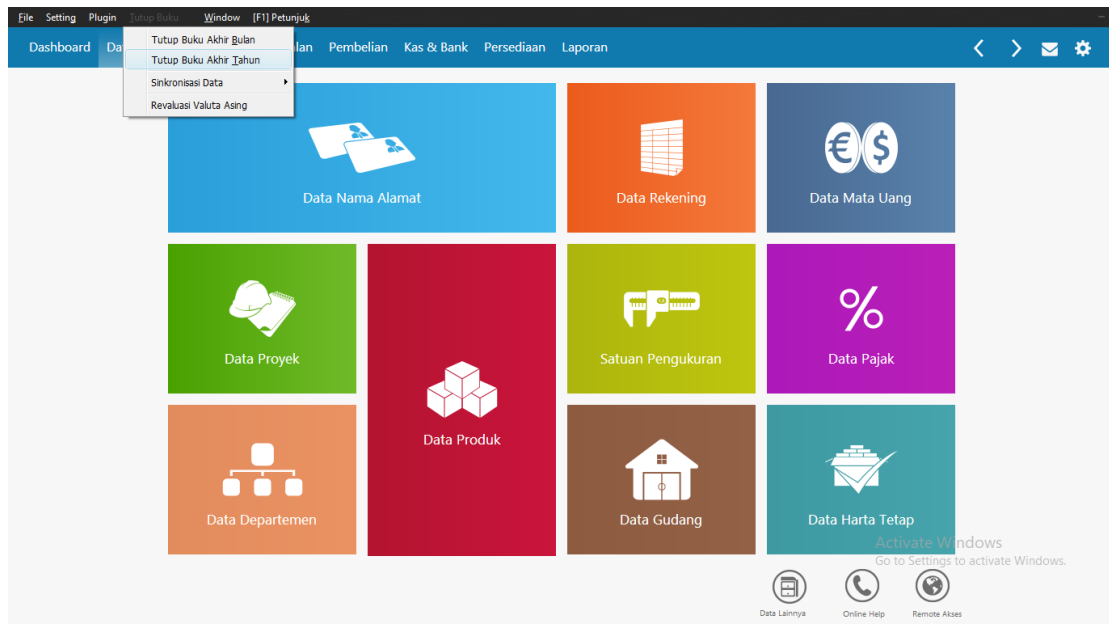 File Setting Plugin Tutup Buku Window [F1] Petunjuk
Dashboard Da lan Pembelian Kas & Bank Persediaan Laporan
Tutup Buku Akhir Bulan
Tutup Buku Akhir Tahun
Sinkronisasi Data
Revaluasi Valuta Asing
Data Nama Alamat
Data Rekening
€ $
Data Mata Uang
Data Proyek
Data Produk
Satuan Pengukuran
%
Data Pajak
Data Departemen
Data Gudang
Data Harta Tetap
Activate Windows
Go to Settings to activate Windows.
Data Lainnya
Online Help
Remote Akses